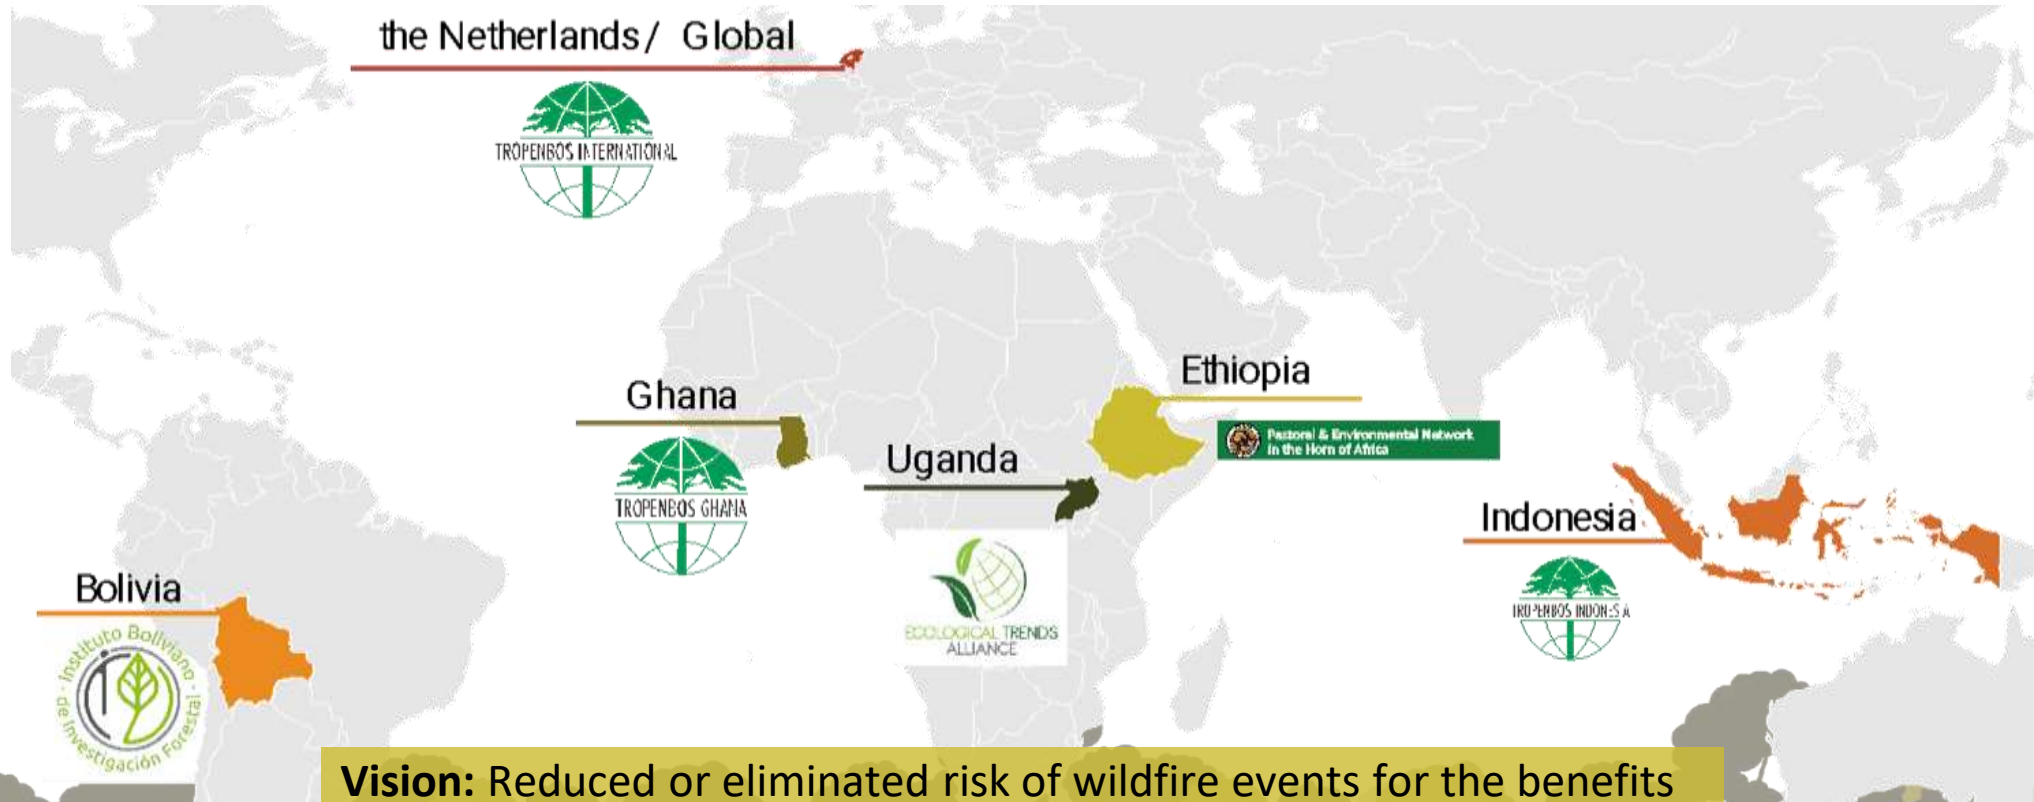 the Netherlands/ Global
TROPENBOS INTERNATIONAL
Ethiopia
Pastoral & Environmental Network
in the Horn of Africa
Ghana
TROPENBOS GHANA
Uganda
ECOLOGICAL TRENDS
ALLIANCE
Indonesia
TROPENBOS INDONESIA
Bolivia
Instituto Boliviano
de Investigación Forestal
Vision: Reduced or eliminated risk of wildfire events for the benefits